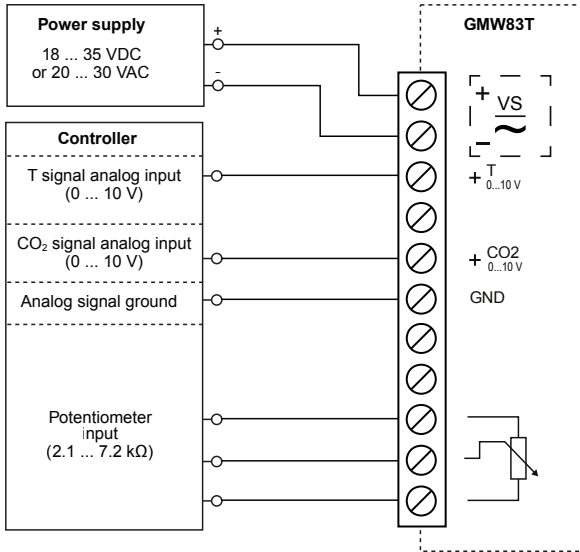 Power supply
18 ... 35 VDC
or 20 ... 30 VAC
+
-
Controller
T signal analog input
(0 ... 10 V)
CO₂ signal analog input
(0 ... 10 V)
Analog signal ground
Potentiometer
input
(2.1 ... 7.2 kΩ)
GMW83T
+ VS
~
-
+ T
0...10 V
+ CO2
0...10 V
GND